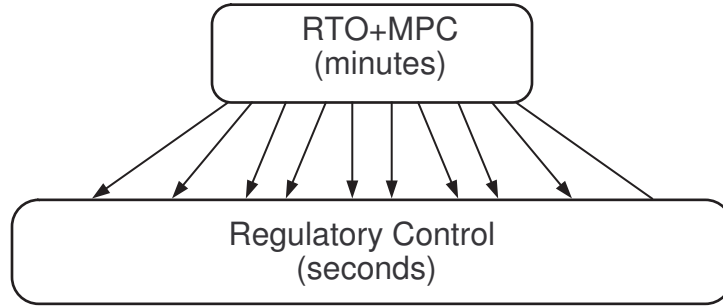 RTO+MPC
(minutes)
Regulatory Control
(seconds)